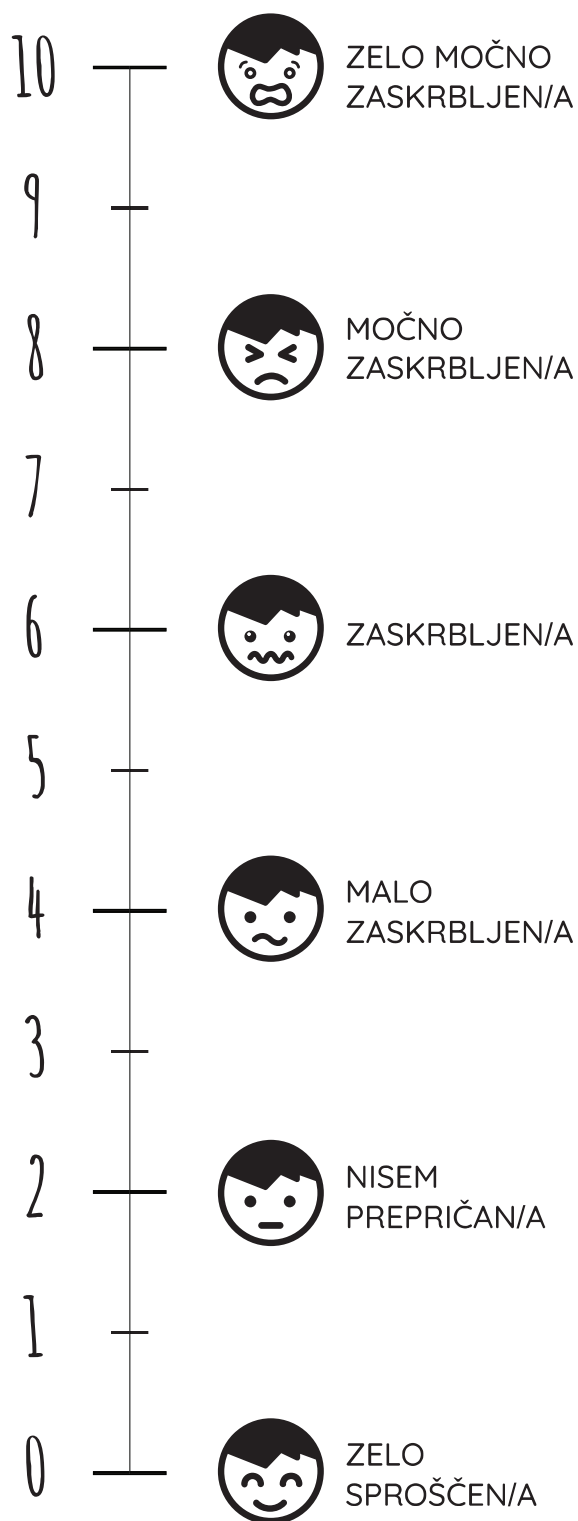 10
ZELO MOČNO
ZASKRBLJEN/A
9
8
MOČNO
ZASKRBLJEN/A
7
6
ZASKRBLJEN/A
5
4
MALO
ZASKRBLJEN/A
3
2
NISEM
PREPRIČAN/A
1
0
ZELO
SPROŠČEN/A